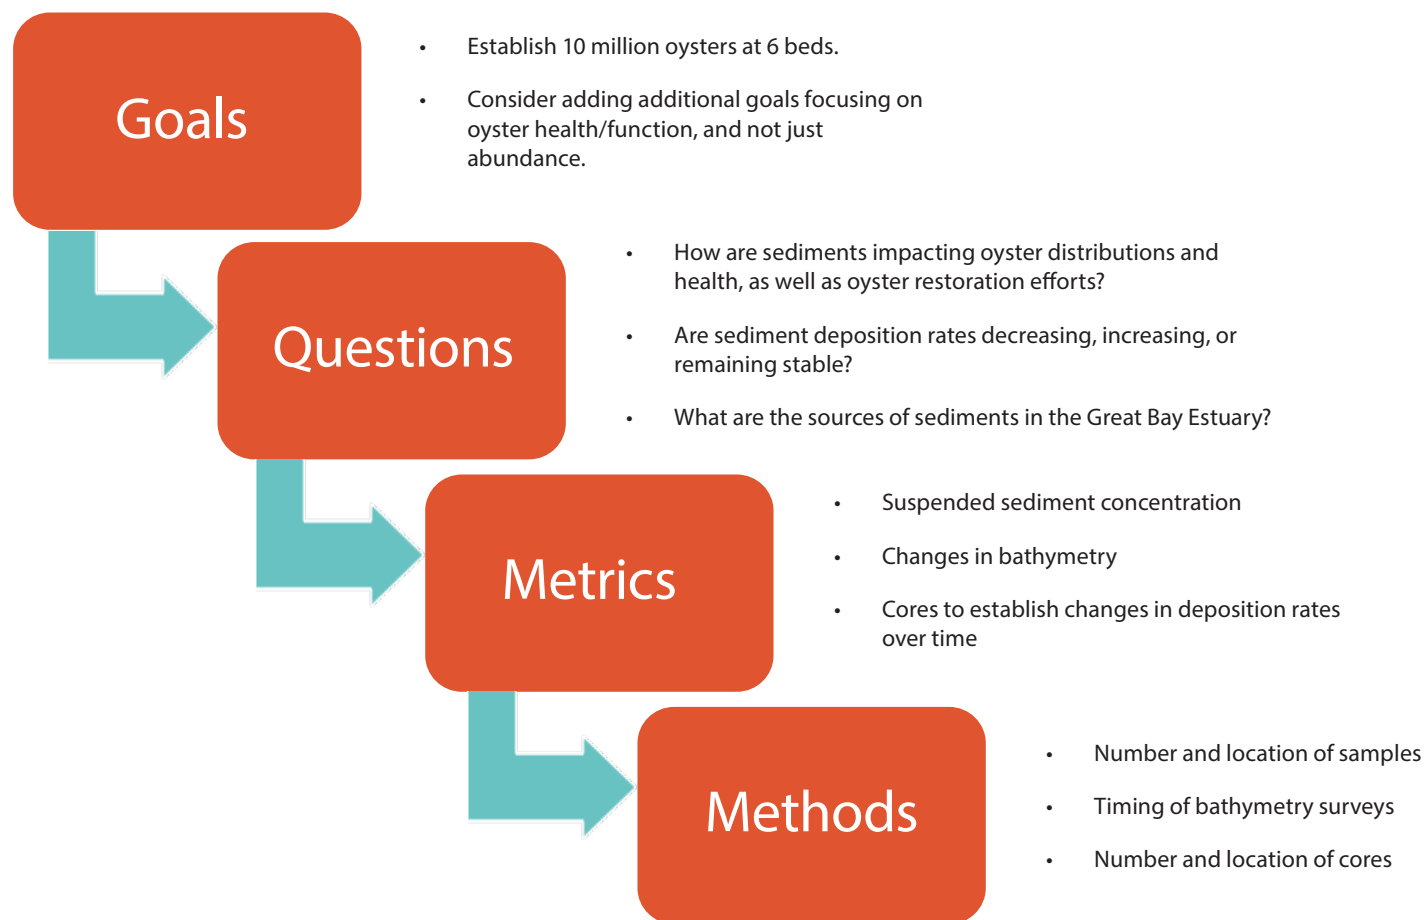 Goals
• Establish 10 million oysters at 6 beds.
• Consider adding additional goals focusing on
oyster health/function, and not just
abundance.
Questions
• How are sediments impacting oyster distributions and
health, as well as oyster restoration efforts?
• Are sediment deposition rates decreasing, increasing, or
remaining stable?
• What are the sources of sediments in the Great Bay Estuary?
Metrics
• Suspended sediment concentration
• Changes in bathymetry
• Cores to establish changes in deposition rates
over time
Methods
• Number and location of samples
• Timing of bathymetry surveys
• Number and location of cores